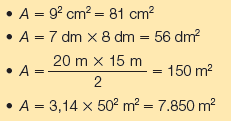 • A = 9² cm² = 81 cm²
• A = 7 dm × 8 dm = 56 dm²
• A = 20 m × 15 m / 2 = 150 m²
• A = 3,14 × 50² m² = 7.850 m²